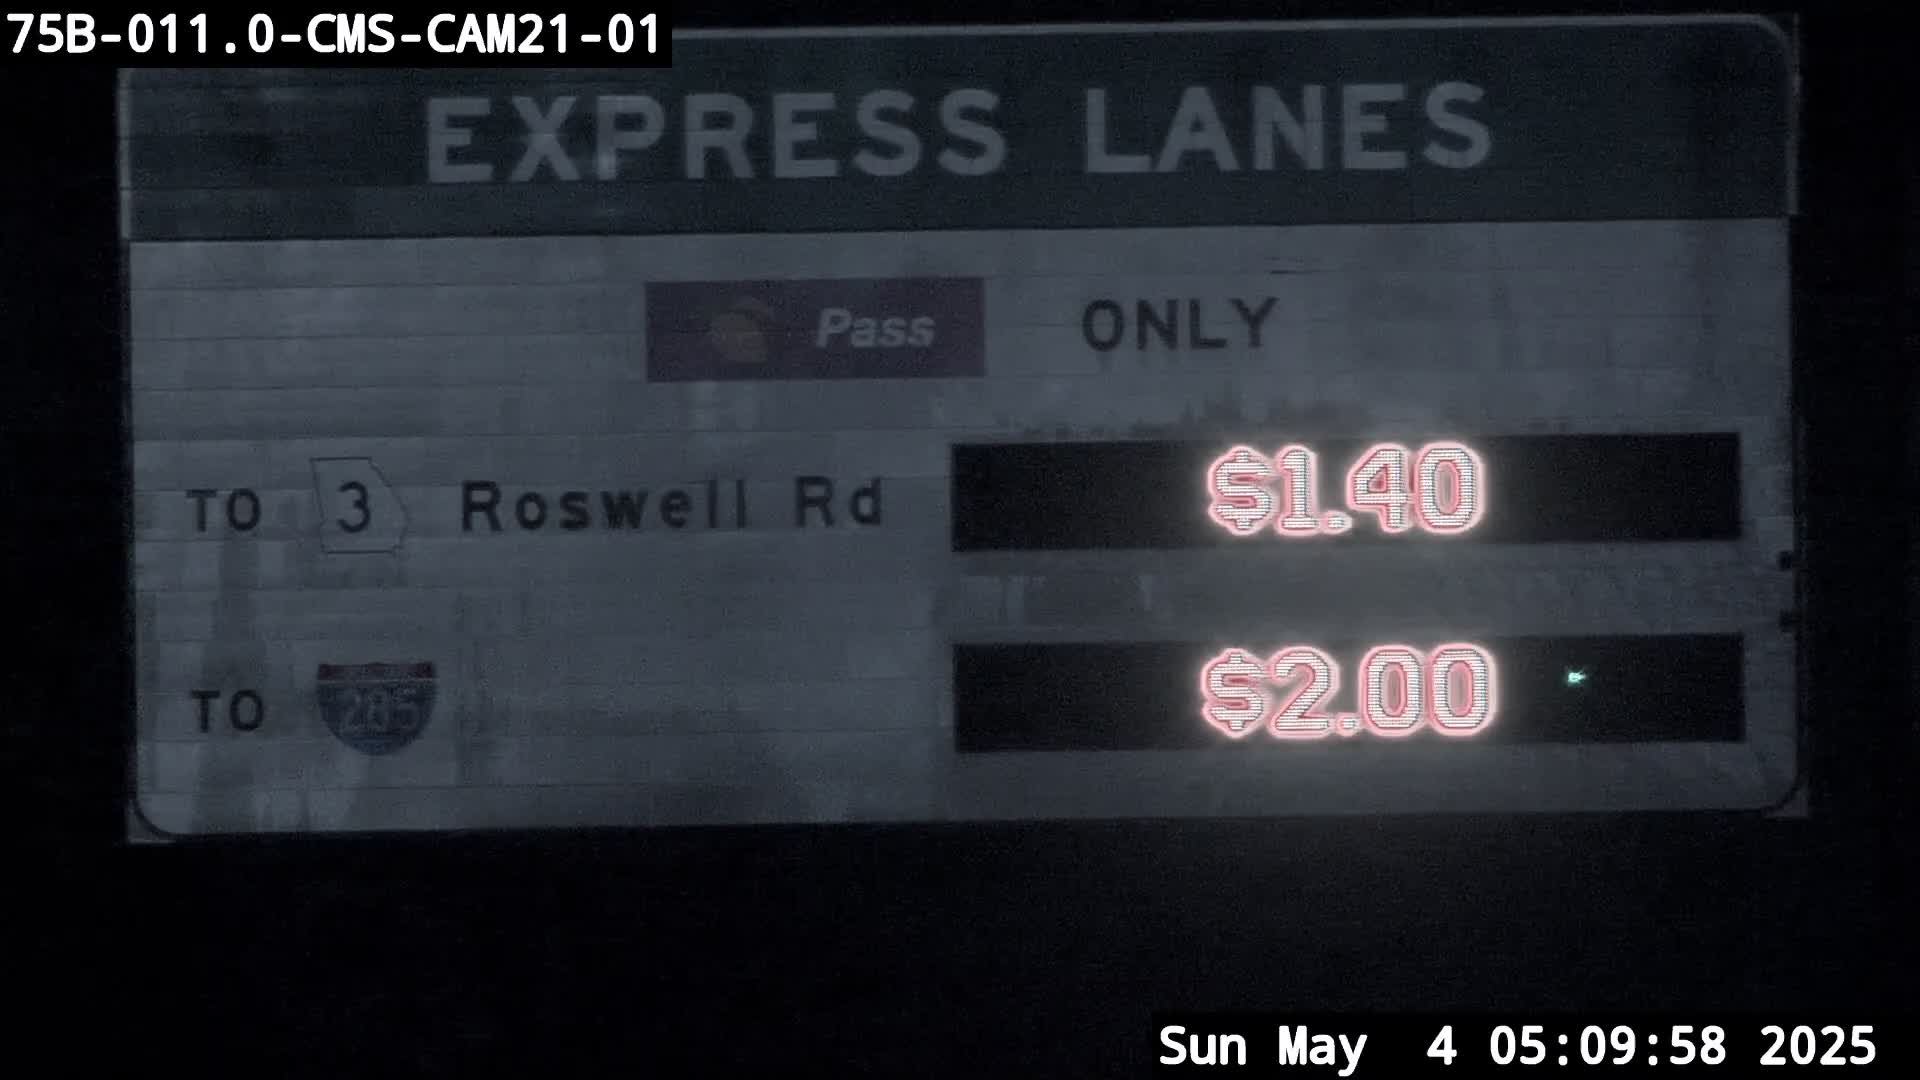 75B-011.0-CMS-CAM21-01
EXPRESS LANES
Pass ONLY
TO 3 Roswell Rd $1.40
TO 285 $2.00
Sun May 4 05:09:58 2025